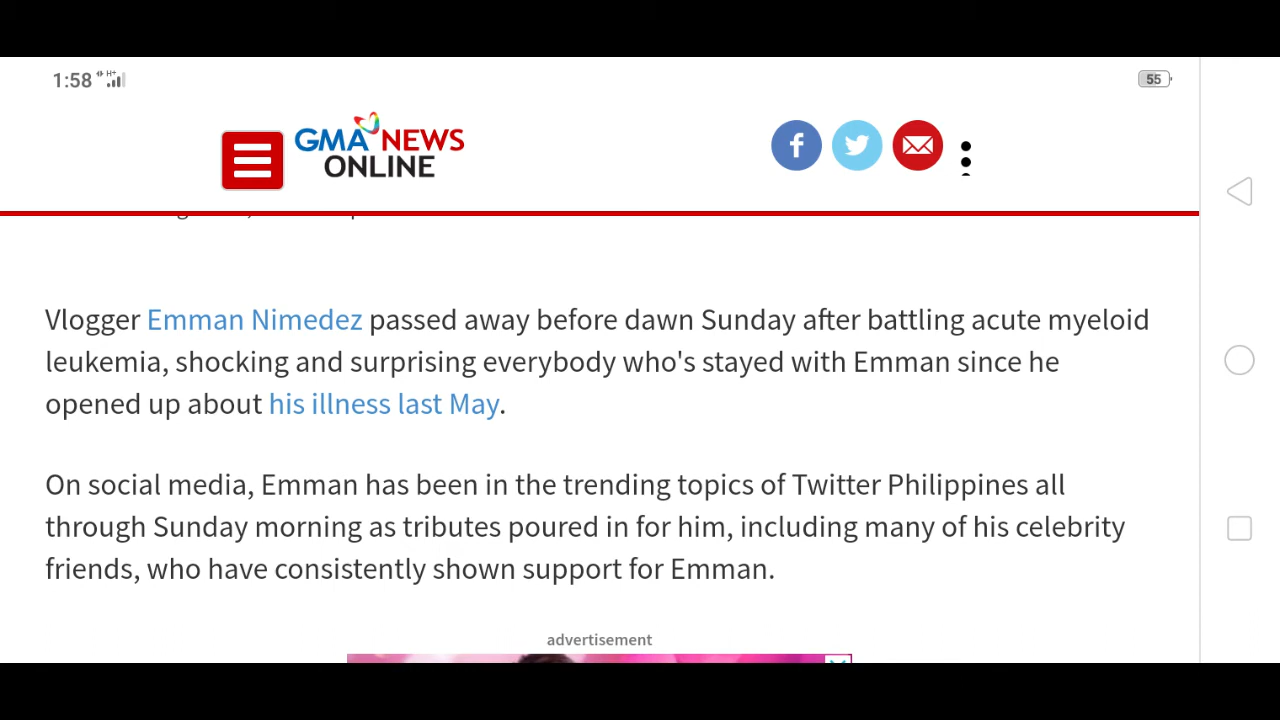 1:58 H+ 55
GMA NEWS
ONLINE
Vlogger Emman Nimedez passed away before dawn Sunday after battling acute myeloid
leukemia, shocking and surprising everybody who's stayed with Emman since he
opened up about his illness last May.
On social media, Emman has been in the trending topics of Twitter Philippines all
through Sunday morning as tributes poured in for him, including many of his celebrity
friends, who have consistently shown support for Emman.
advertisement